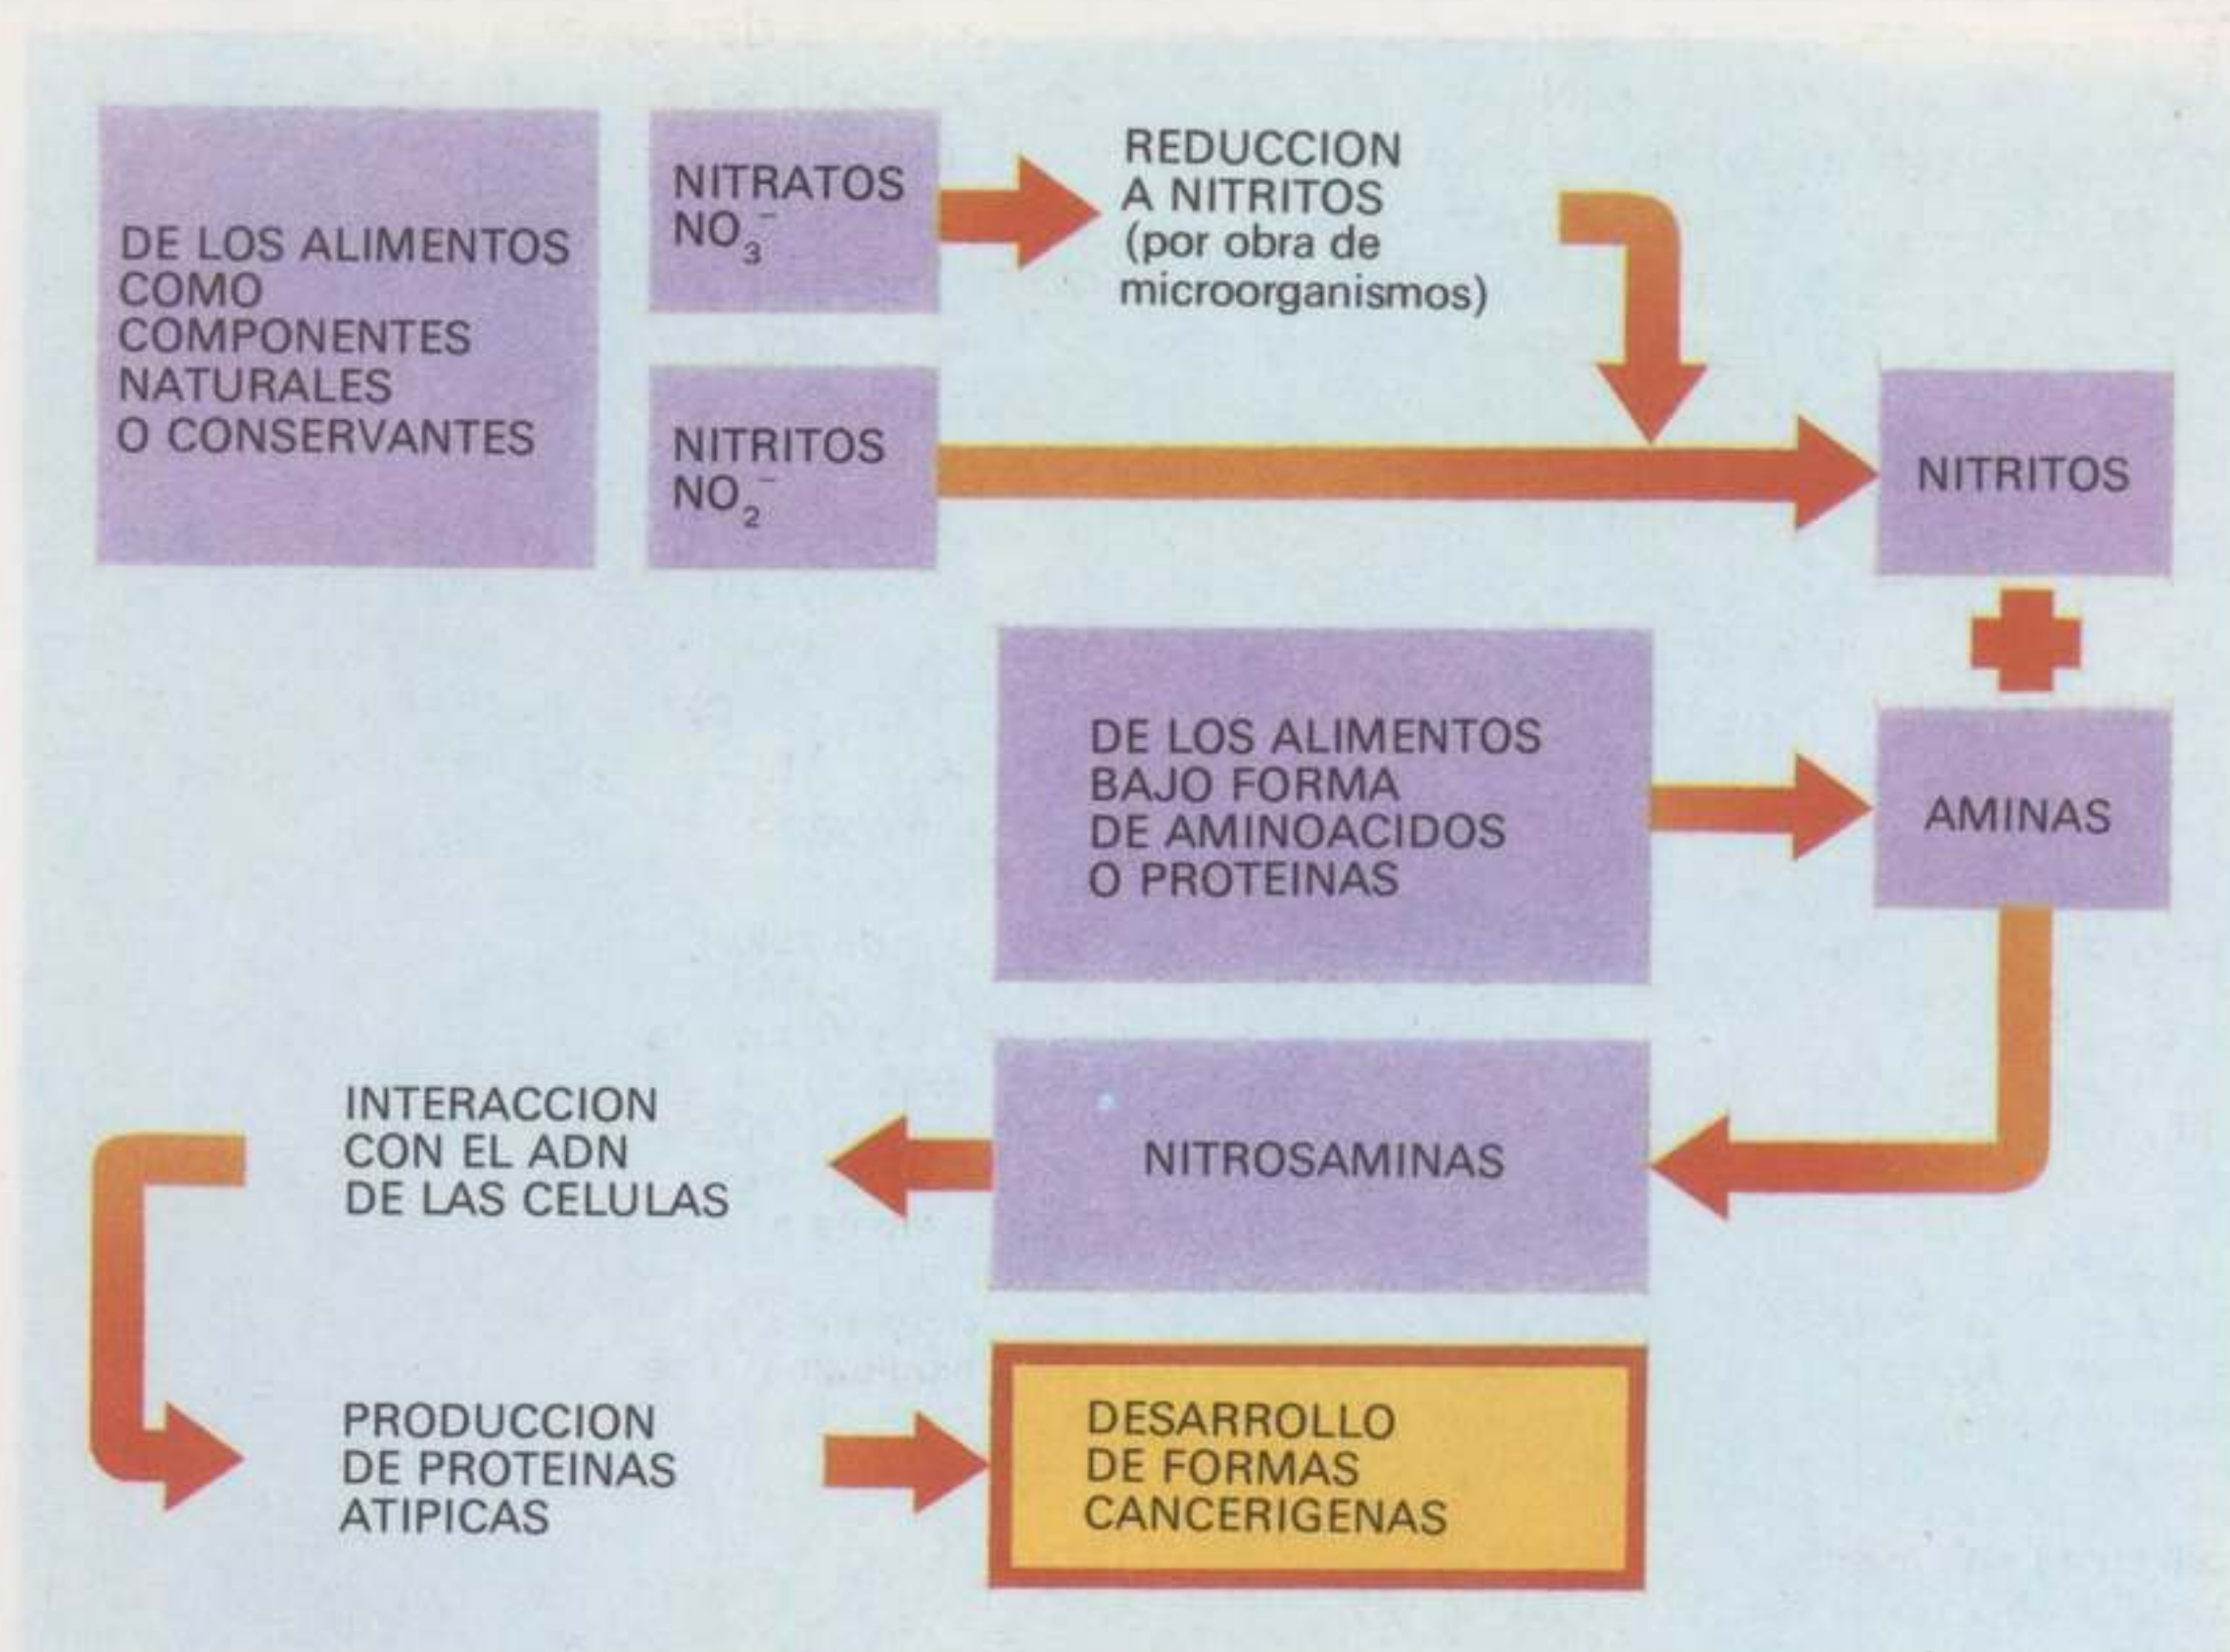 DE LOS ALIMENTOS
COMO
COMPONENTES
NATURALES
O CONSERVANTES
NITRATOS
NO₃⁻
REDUCCION
A NITRITOS
(por obra de
microorganismos)
NITRITOS
NO₂⁻
NITRITOS
DE LOS ALIMENTOS
BAJO FORMA
DE AMINOACIDOS
O PROTEINAS
AMINAS
NITROSAMINAS
INTERACCION
CON EL ADN
DE LAS CELULAS
PRODUCCION
DE PROTEINAS
ATIPICAS
DESARROLLO
DE FORMAS
CANCERIGENAS